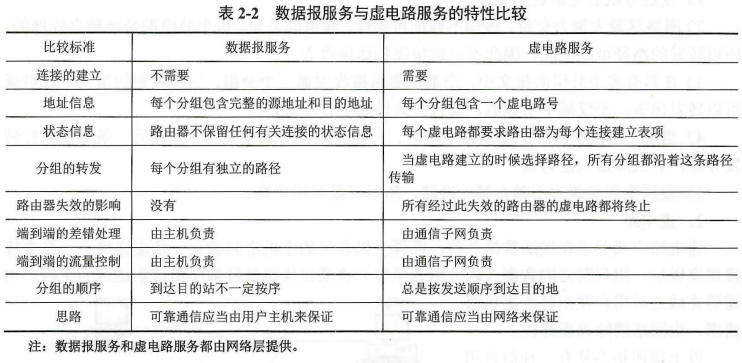 表 2-2 数据报服务与虚电路服务的特性比较
比较标准 数据报服务 虚电路服务
连接的建立 不需要 需要
地址信息 每个分组包含完整的源地址和目的地址 每个分组包含一个虚电路号
状态信息 路由器不保留任何有关连接的状态信息 每个虚电路都要求路由器为每个连接建立表项
分组的转发 每个分组有独立的路径 当虚电路建立的时候选择路径，所有分组都沿着这条路径
传输
路由器失效的影响 没有 所有经过此失效的路由器的虚电路都将终止
端到端的差错处理 由主机负责 由通信子网负责
端到端的流量控制 由主机负责 由通信子网负责
分组的顺序 到达目的站不一定按序 总是按发送顺序到达目的地
思路 可靠通信应当由用户主机来保证 可靠通信应当由网络来保证
注：数据报服务和虚电路服务都由网络层提供。